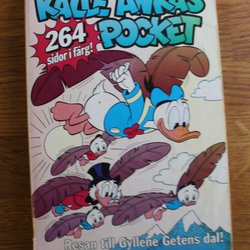 KALLE ANKAS
POCKET
264
sidor i färg!
Resan till Gyllene Getens dal!